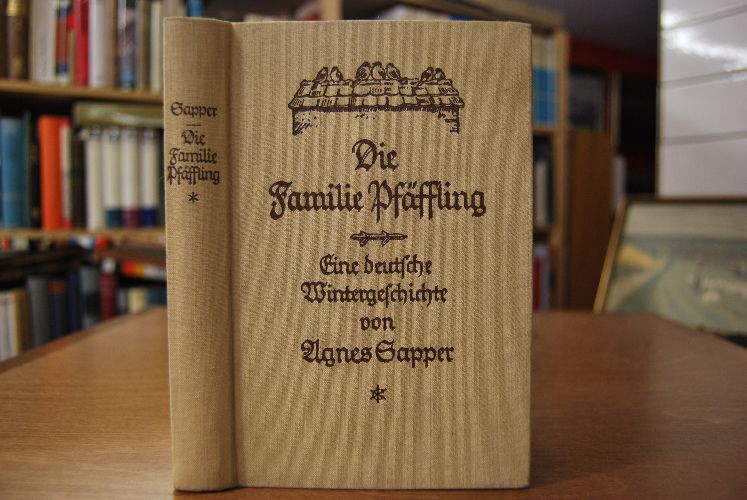 Sapper
Die
Familie
Pfäffling
*
Die
Familie Pfäffling
Eine deutsche
Wintergeschichte
von
Agnes Sapper